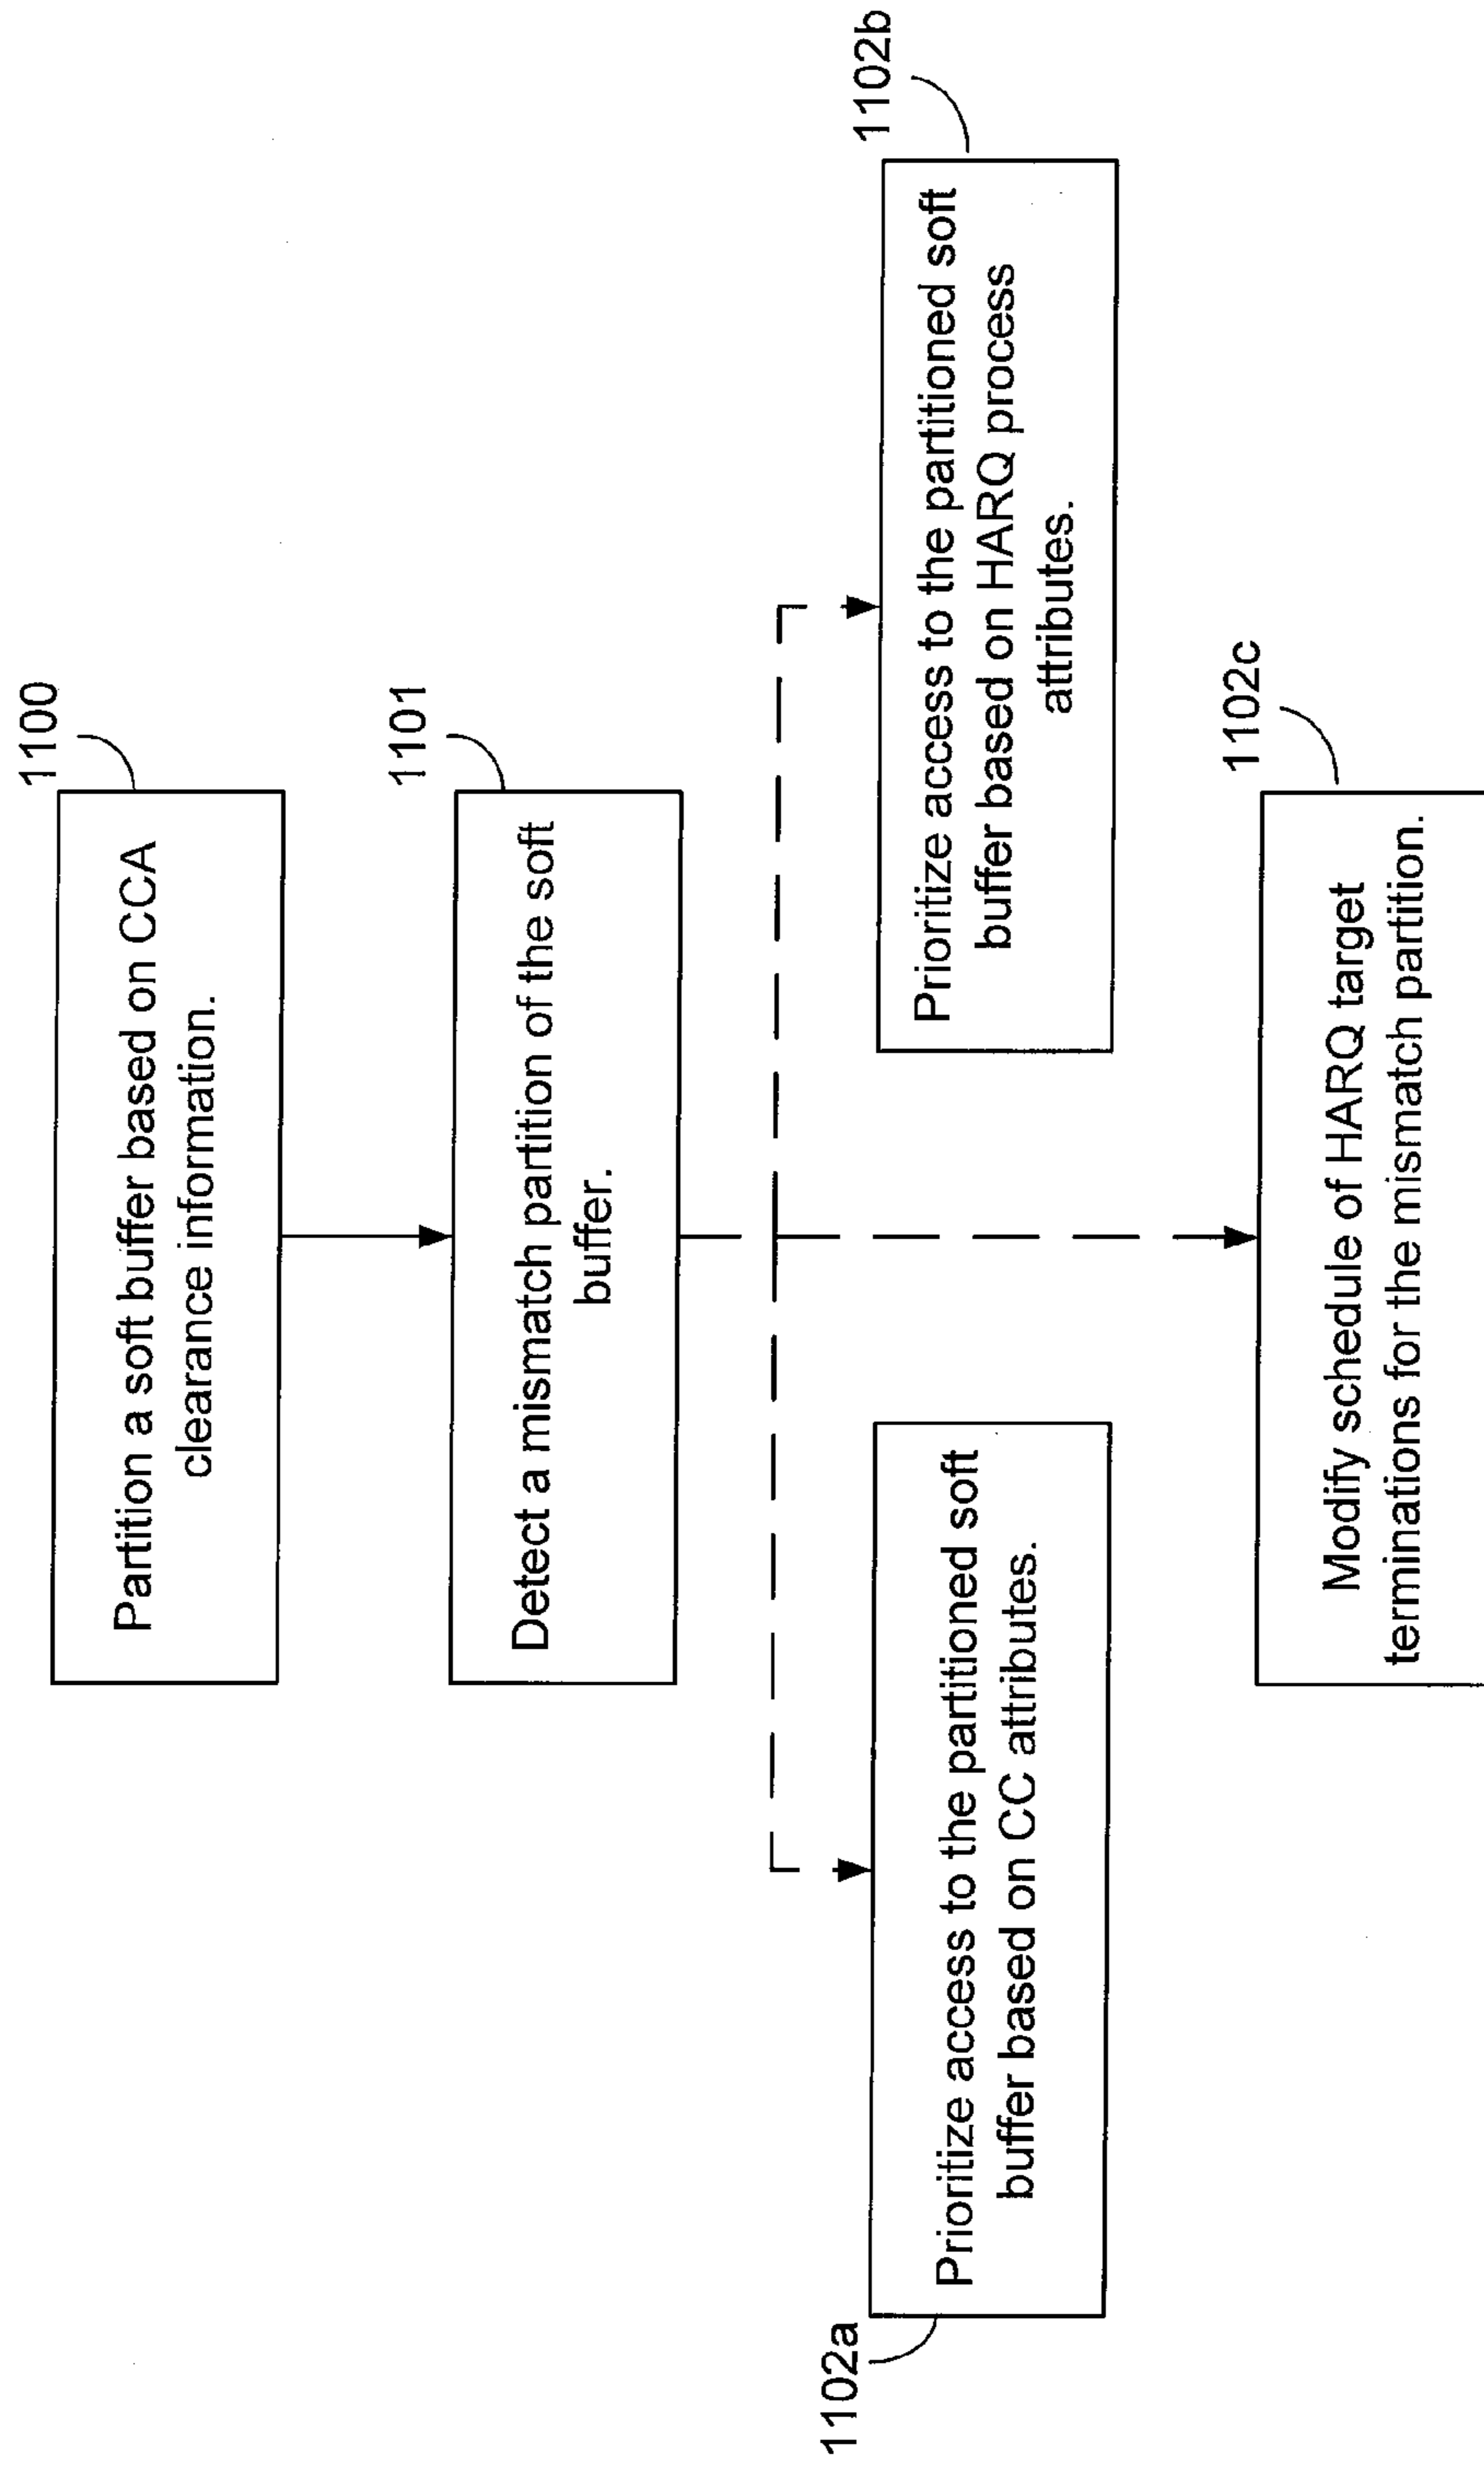 1100
Partition a soft buffer based on CCA
clearance information.
1101
Detect a mismatch partition of the soft
buffer.
1102a
Prioritize access to the partitioned soft
buffer based on CC attributes.
1102b
Prioritize access to the partitioned soft
buffer based on HARQ process
attributes.
1102c
Modify schedule of HARQ target
terminations for the mismatch partition.